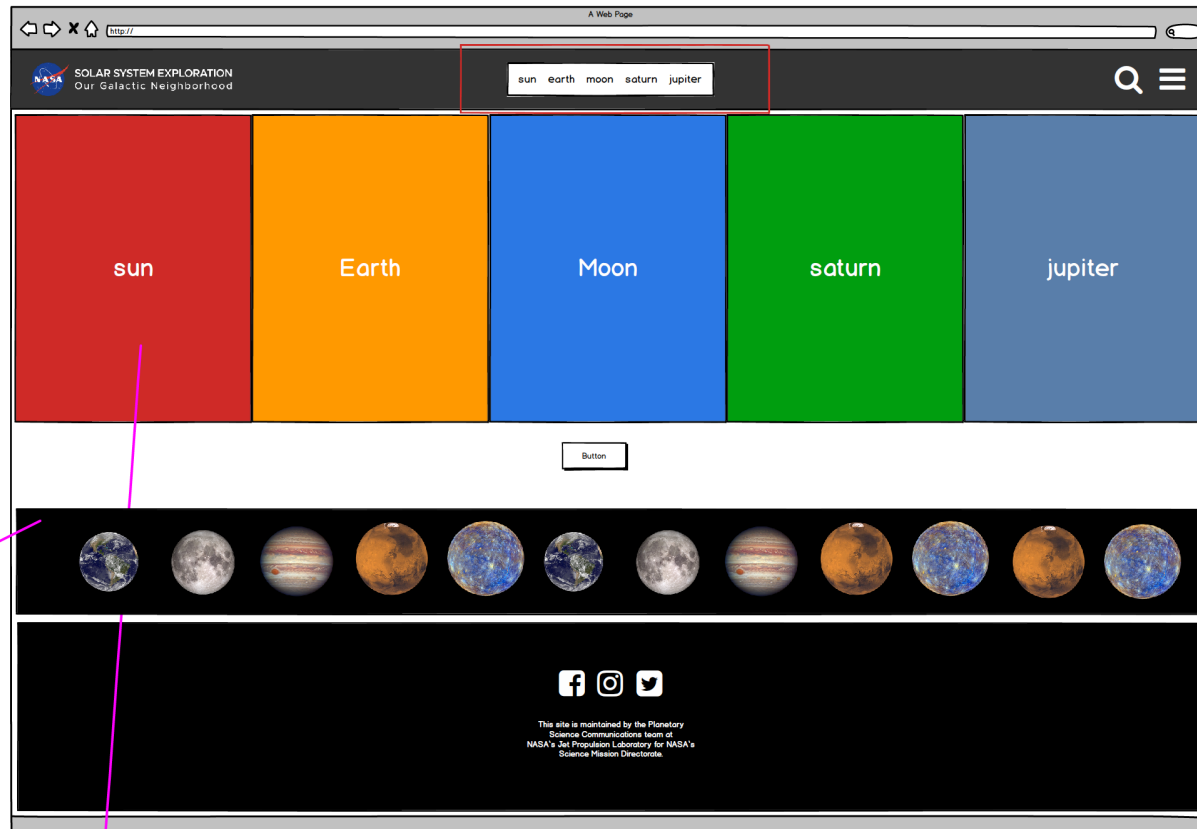 A Web Page
http://
NASA
SOLAR SYSTEM EXPLORATION
Our Galactic Neighborhood
sun earth moon saturn jupiter
sun
Earth
Moon
saturn
jupiter
Button
This site is maintained by the Planetary
Science Communications team at
NASA's Jet Propulsion Laboratory for NASA's
Science Mission Directorate.